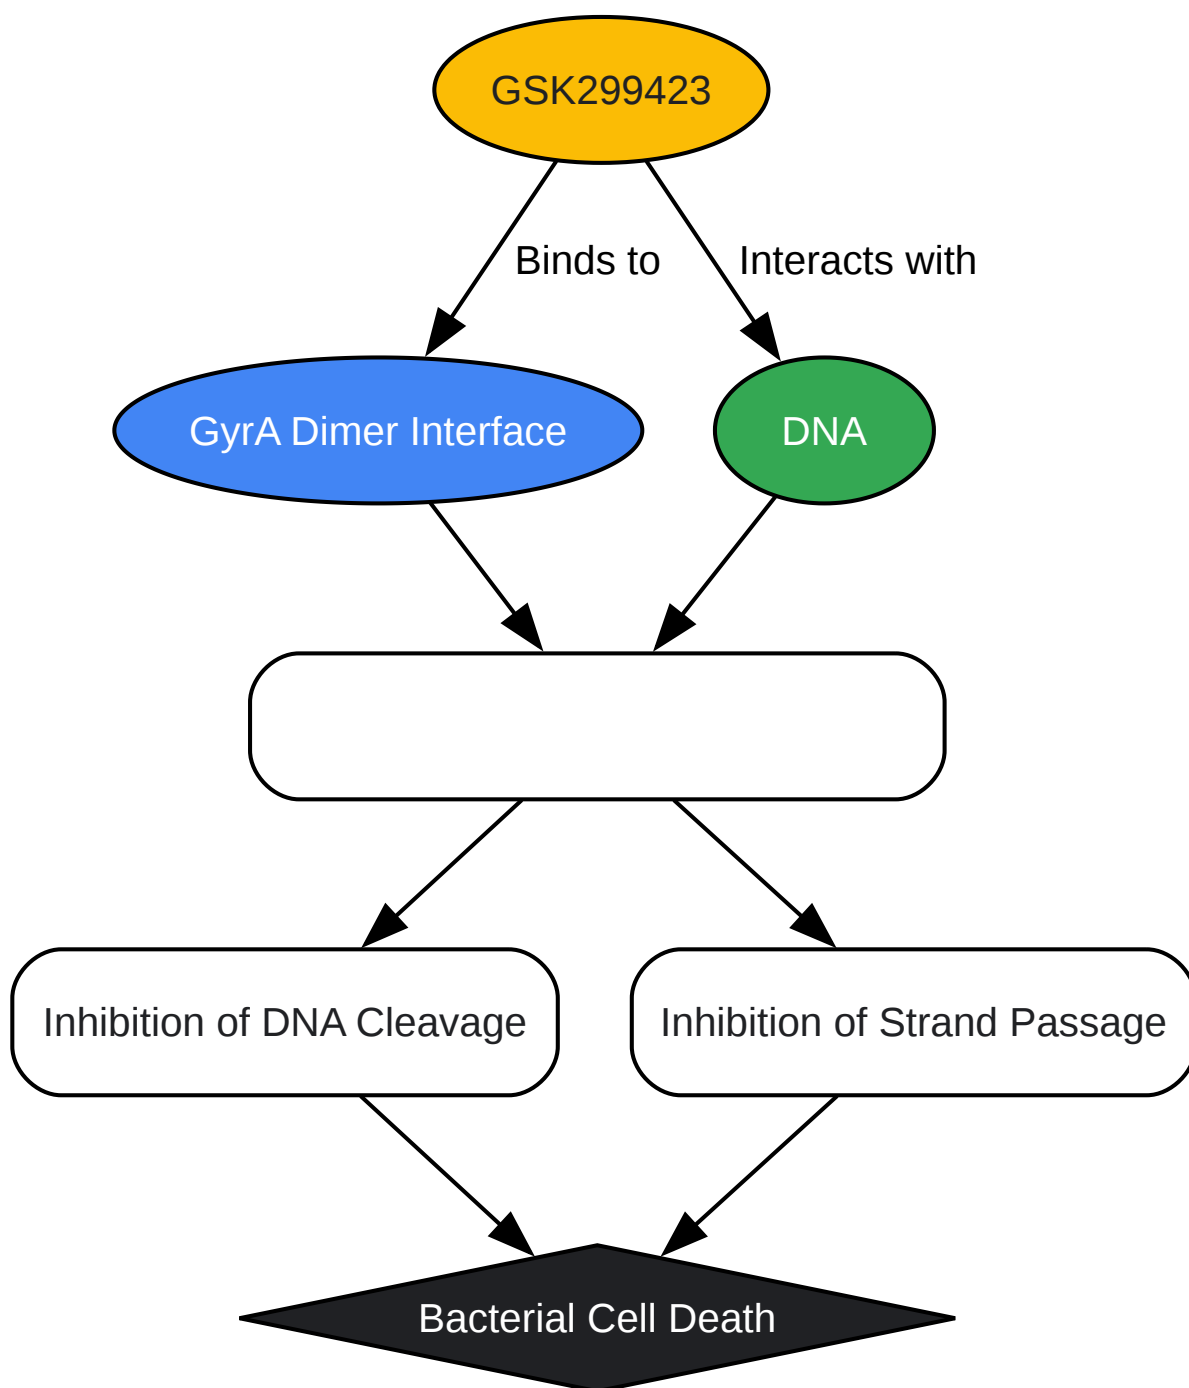 GSK299423
Binds to
Interacts with
GyrA Dimer Interface
DNA
Inhibition of DNA Cleavage
Inhibition of Strand Passage
Bacterial Cell Death